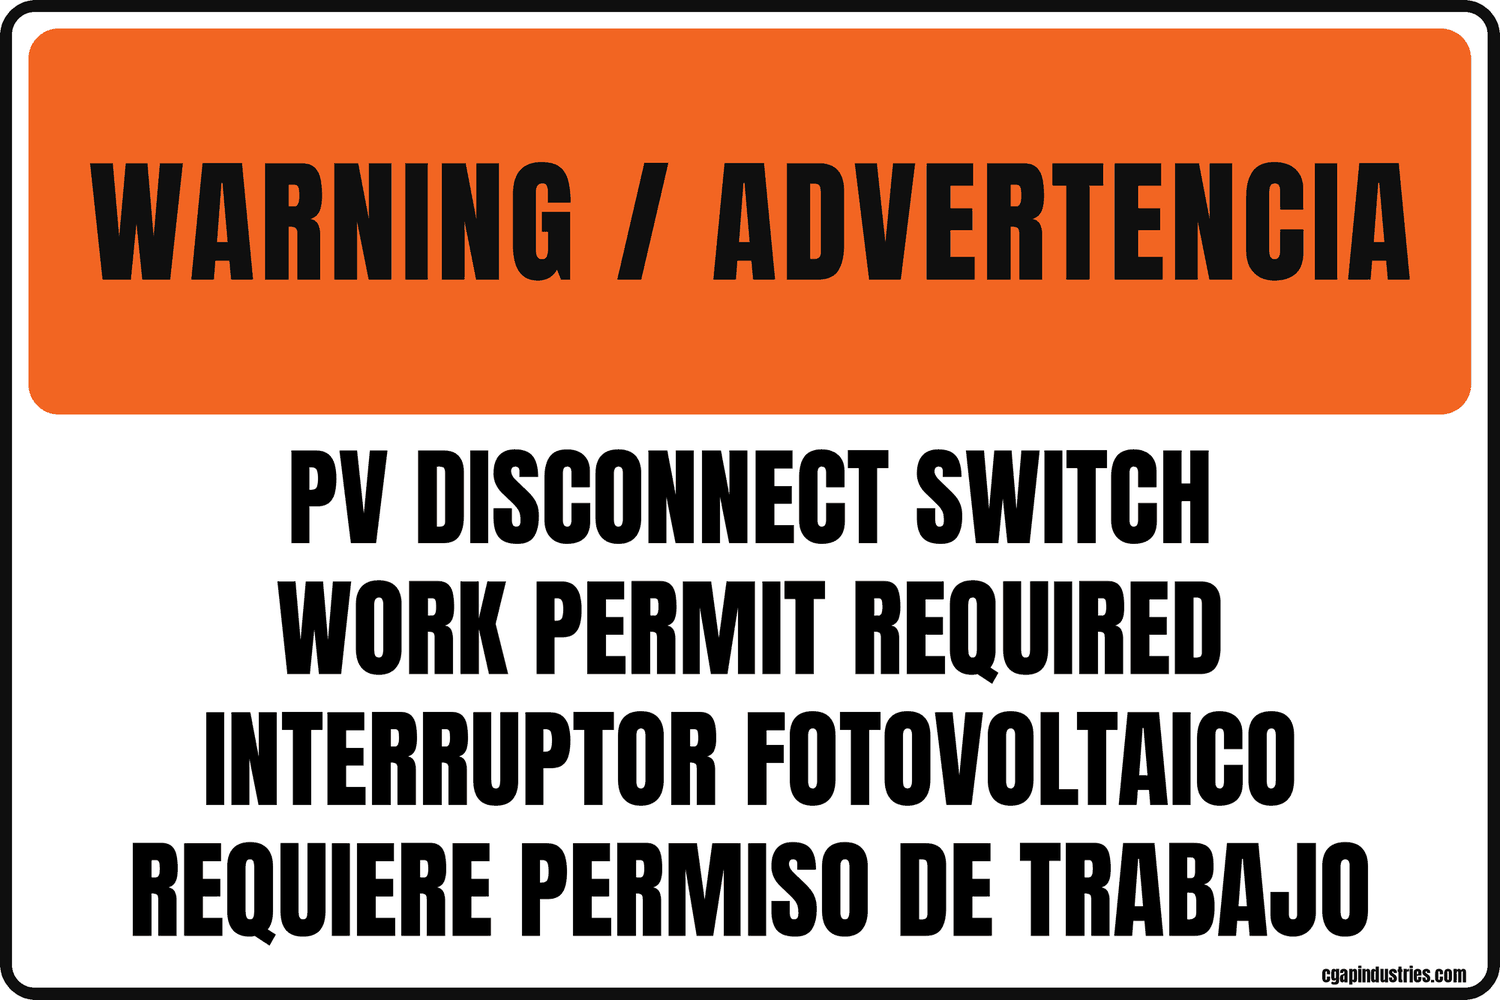 WARNING / ADVERTENCIA
PV DISCONNECT SWITCH
WORK PERMIT REQUIRED
INTERRUPTOR FOTOVOLTAICO
REQUIERE PERMISO DE TRABAJO
cgapindustries.com